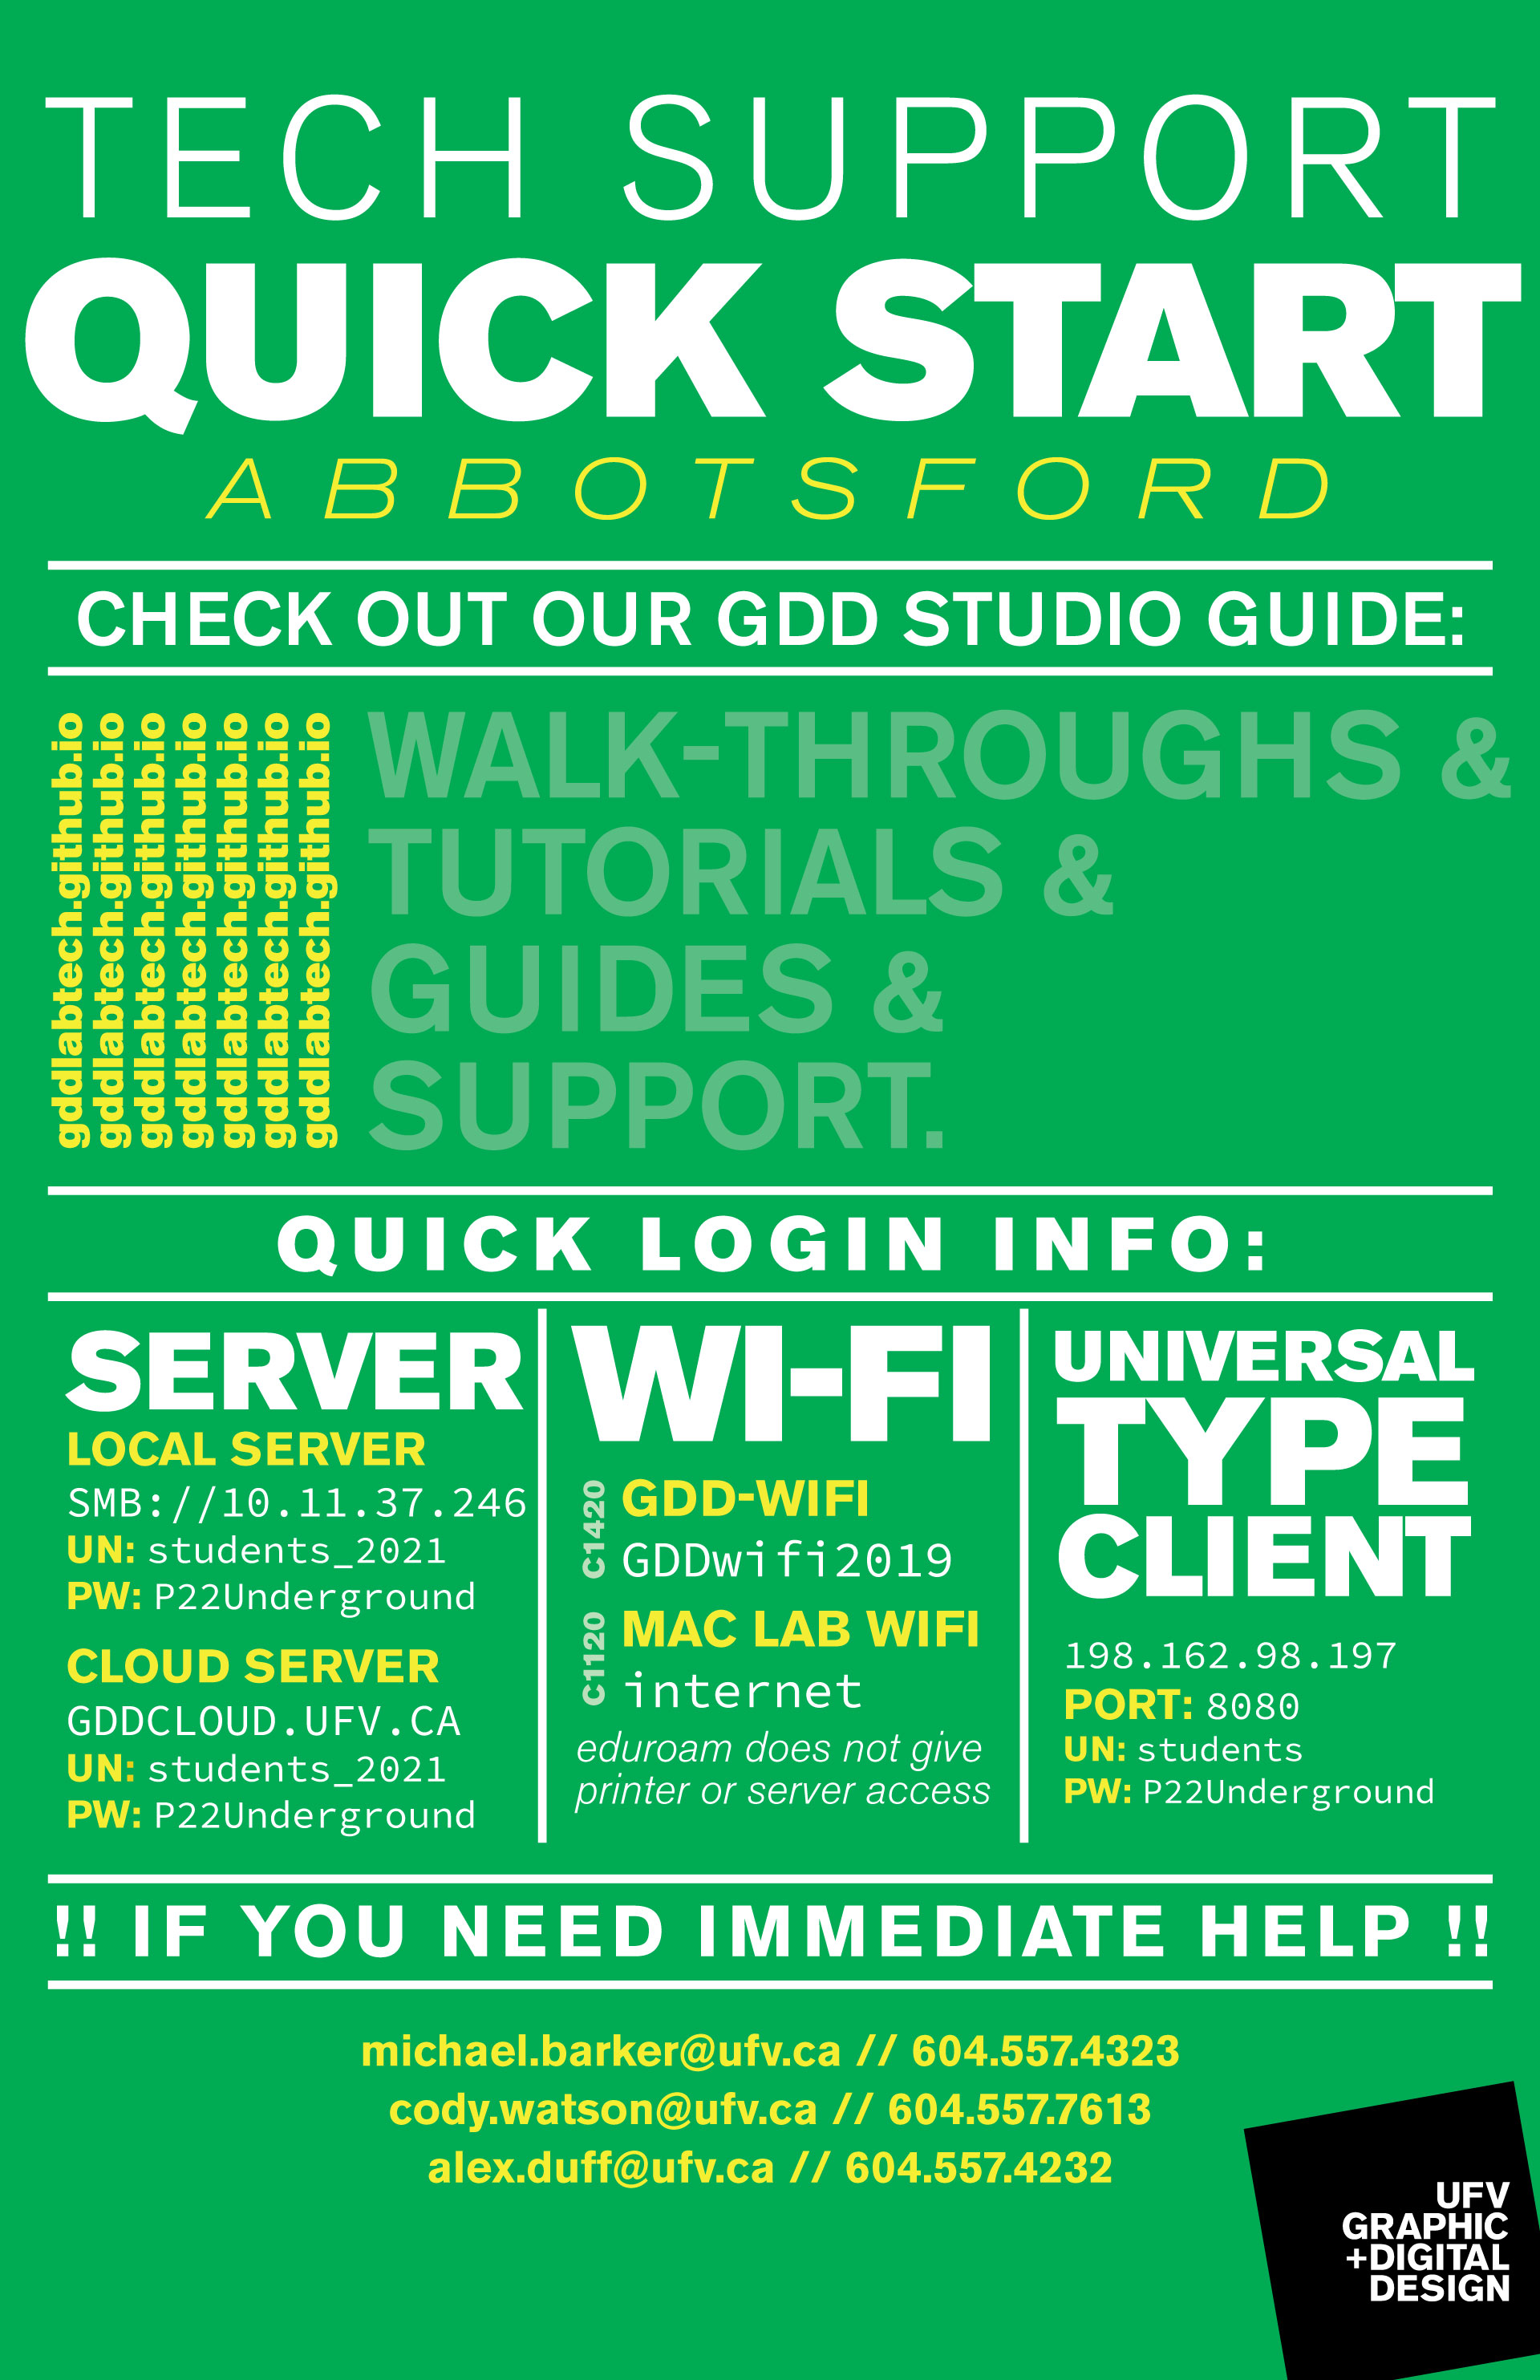 TECH SUPPORT
QUICK START
ABBOTSFORD
CHECK OUT OUR GDD STUDIO GUIDE:
gddlabtech.github.io
gddlabtech.github.io
gddlabtech.github.io
gddlabtech.github.io
gddlabtech.github.io
gddlabtech.github.io
gddlabtech.github.io
WALK-THROUGHS &
TUTORIALS &
GUIDES &
SUPPORT.
QUICK LOGIN INFO:
SERVER
LOCAL SERVER
SMB://10.11.37.246
UN: students_2021
PW: P22Underground
CLOUD SERVER
GDDCLOUD.UFV.CA
UN: students_2021
PW: P22Underground
WI-FI
C1420
GDD-WIFI
GDDwifi2019
C1120
MAC LAB WIFI
internet
eduroam does not give
printer or server access
UNIVERSAL
TYPE
CLIENT
198.162.98.197
PORT: 8080
UN: students
PW: P22Underground
!! IF YOU NEED IMMEDIATE HELP !!
michael.barker@ufv.ca // 604.557.4323
cody.watson@ufv.ca // 604.557.7613
alex.duff@ufv.ca // 604.557.4232
UFV
GRAPHIC
+DIGITAL
DESIGN